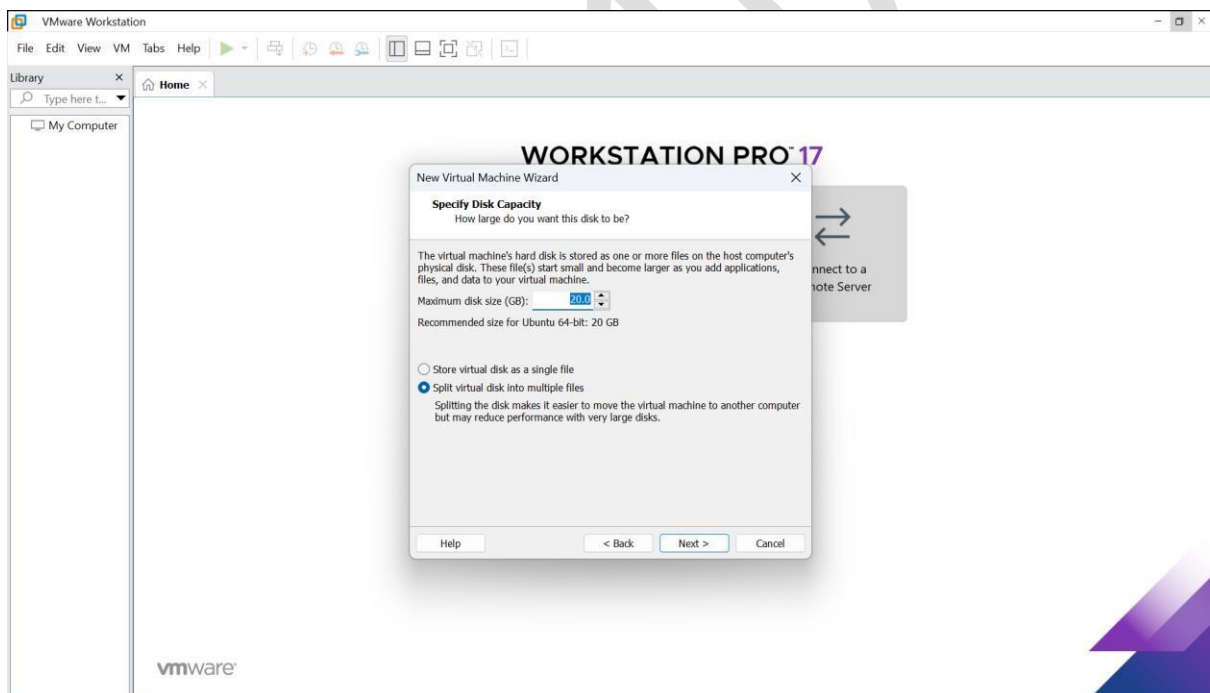 VMware Workstation
File Edit View VM Tabs Help
Library
Home
Type here t...
My Computer
WORKSTATION PRO™ 17
New Virtual Machine Wizard
Specify Disk Capacity
How large do you want this disk to be?
The virtual machine's hard disk is stored as one or more files on the host computer's
physical disk. These file(s) start small and become larger as you add applications,
files, and data to your virtual machine.
Maximum disk size (GB): 20.0
Recommended size for Ubuntu 64-bit: 20 GB
Store virtual disk as a single file
Split virtual disk into multiple files
Splitting the disk makes it easier to move the virtual machine to another computer
but may reduce performance with very large disks.
Help < Back Next > Cancel
nnect to a
note Server
vmware®